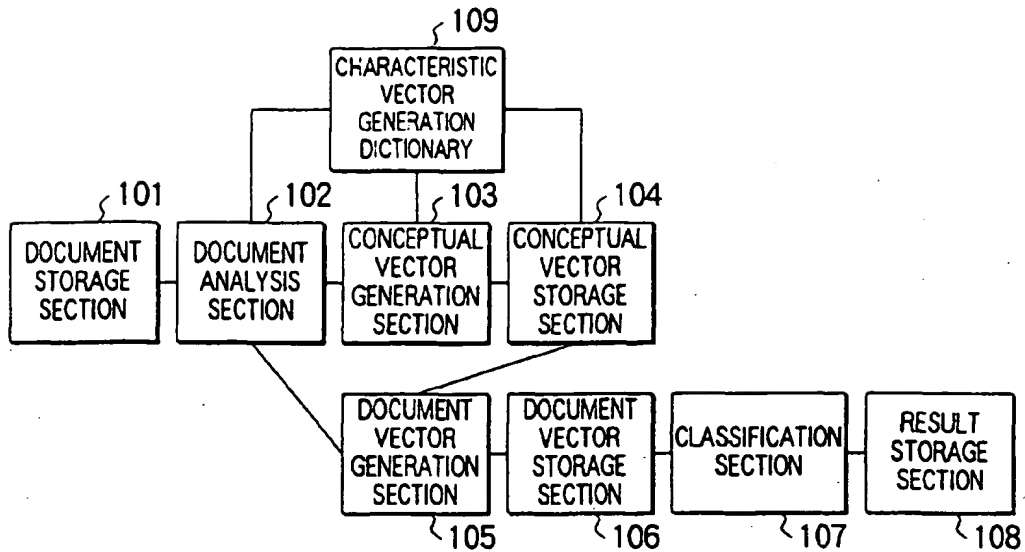 109
CHARACTERISTIC
VECTOR
GENERATION
DICTIONARY
101
102
103
104
DOCUMENT
STORAGE
SECTION
DOCUMENT
ANALYSIS
SECTION
CONCEPTUAL
VECTOR
GENERATION
SECTION
CONCEPTUAL
VECTOR
STORAGE
SECTION
DOCUMENT
VECTOR
GENERATION
SECTION
DOCUMENT
VECTOR
STORAGE
SECTION
CLASSIFICATION
SECTION
RESULT
STORAGE
SECTION
105
106
107
108